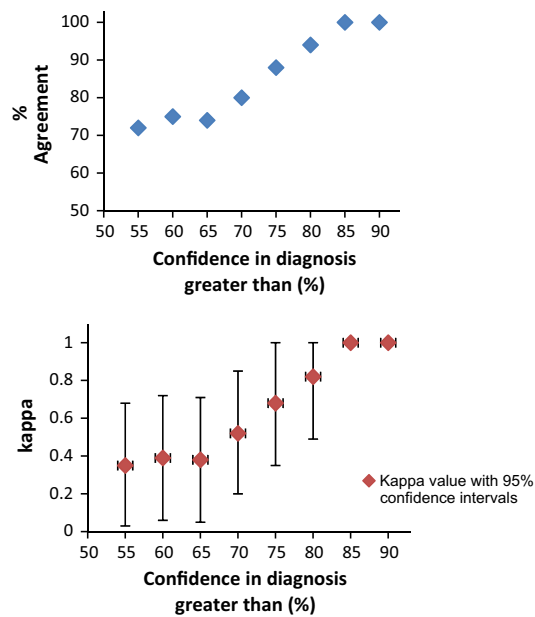 100
90
80
70
60
50
%
Agreement
50 55 60 65 70 75 80 85 90
Confidence in diagnosis
greater than (%)
1
0.8
0.6
0.4
0.2
0
kappa
Kappa value with 95%
confidence intervals
50 55 60 65 70 75 80 85 90
Confidence in diagnosis
greater than (%)